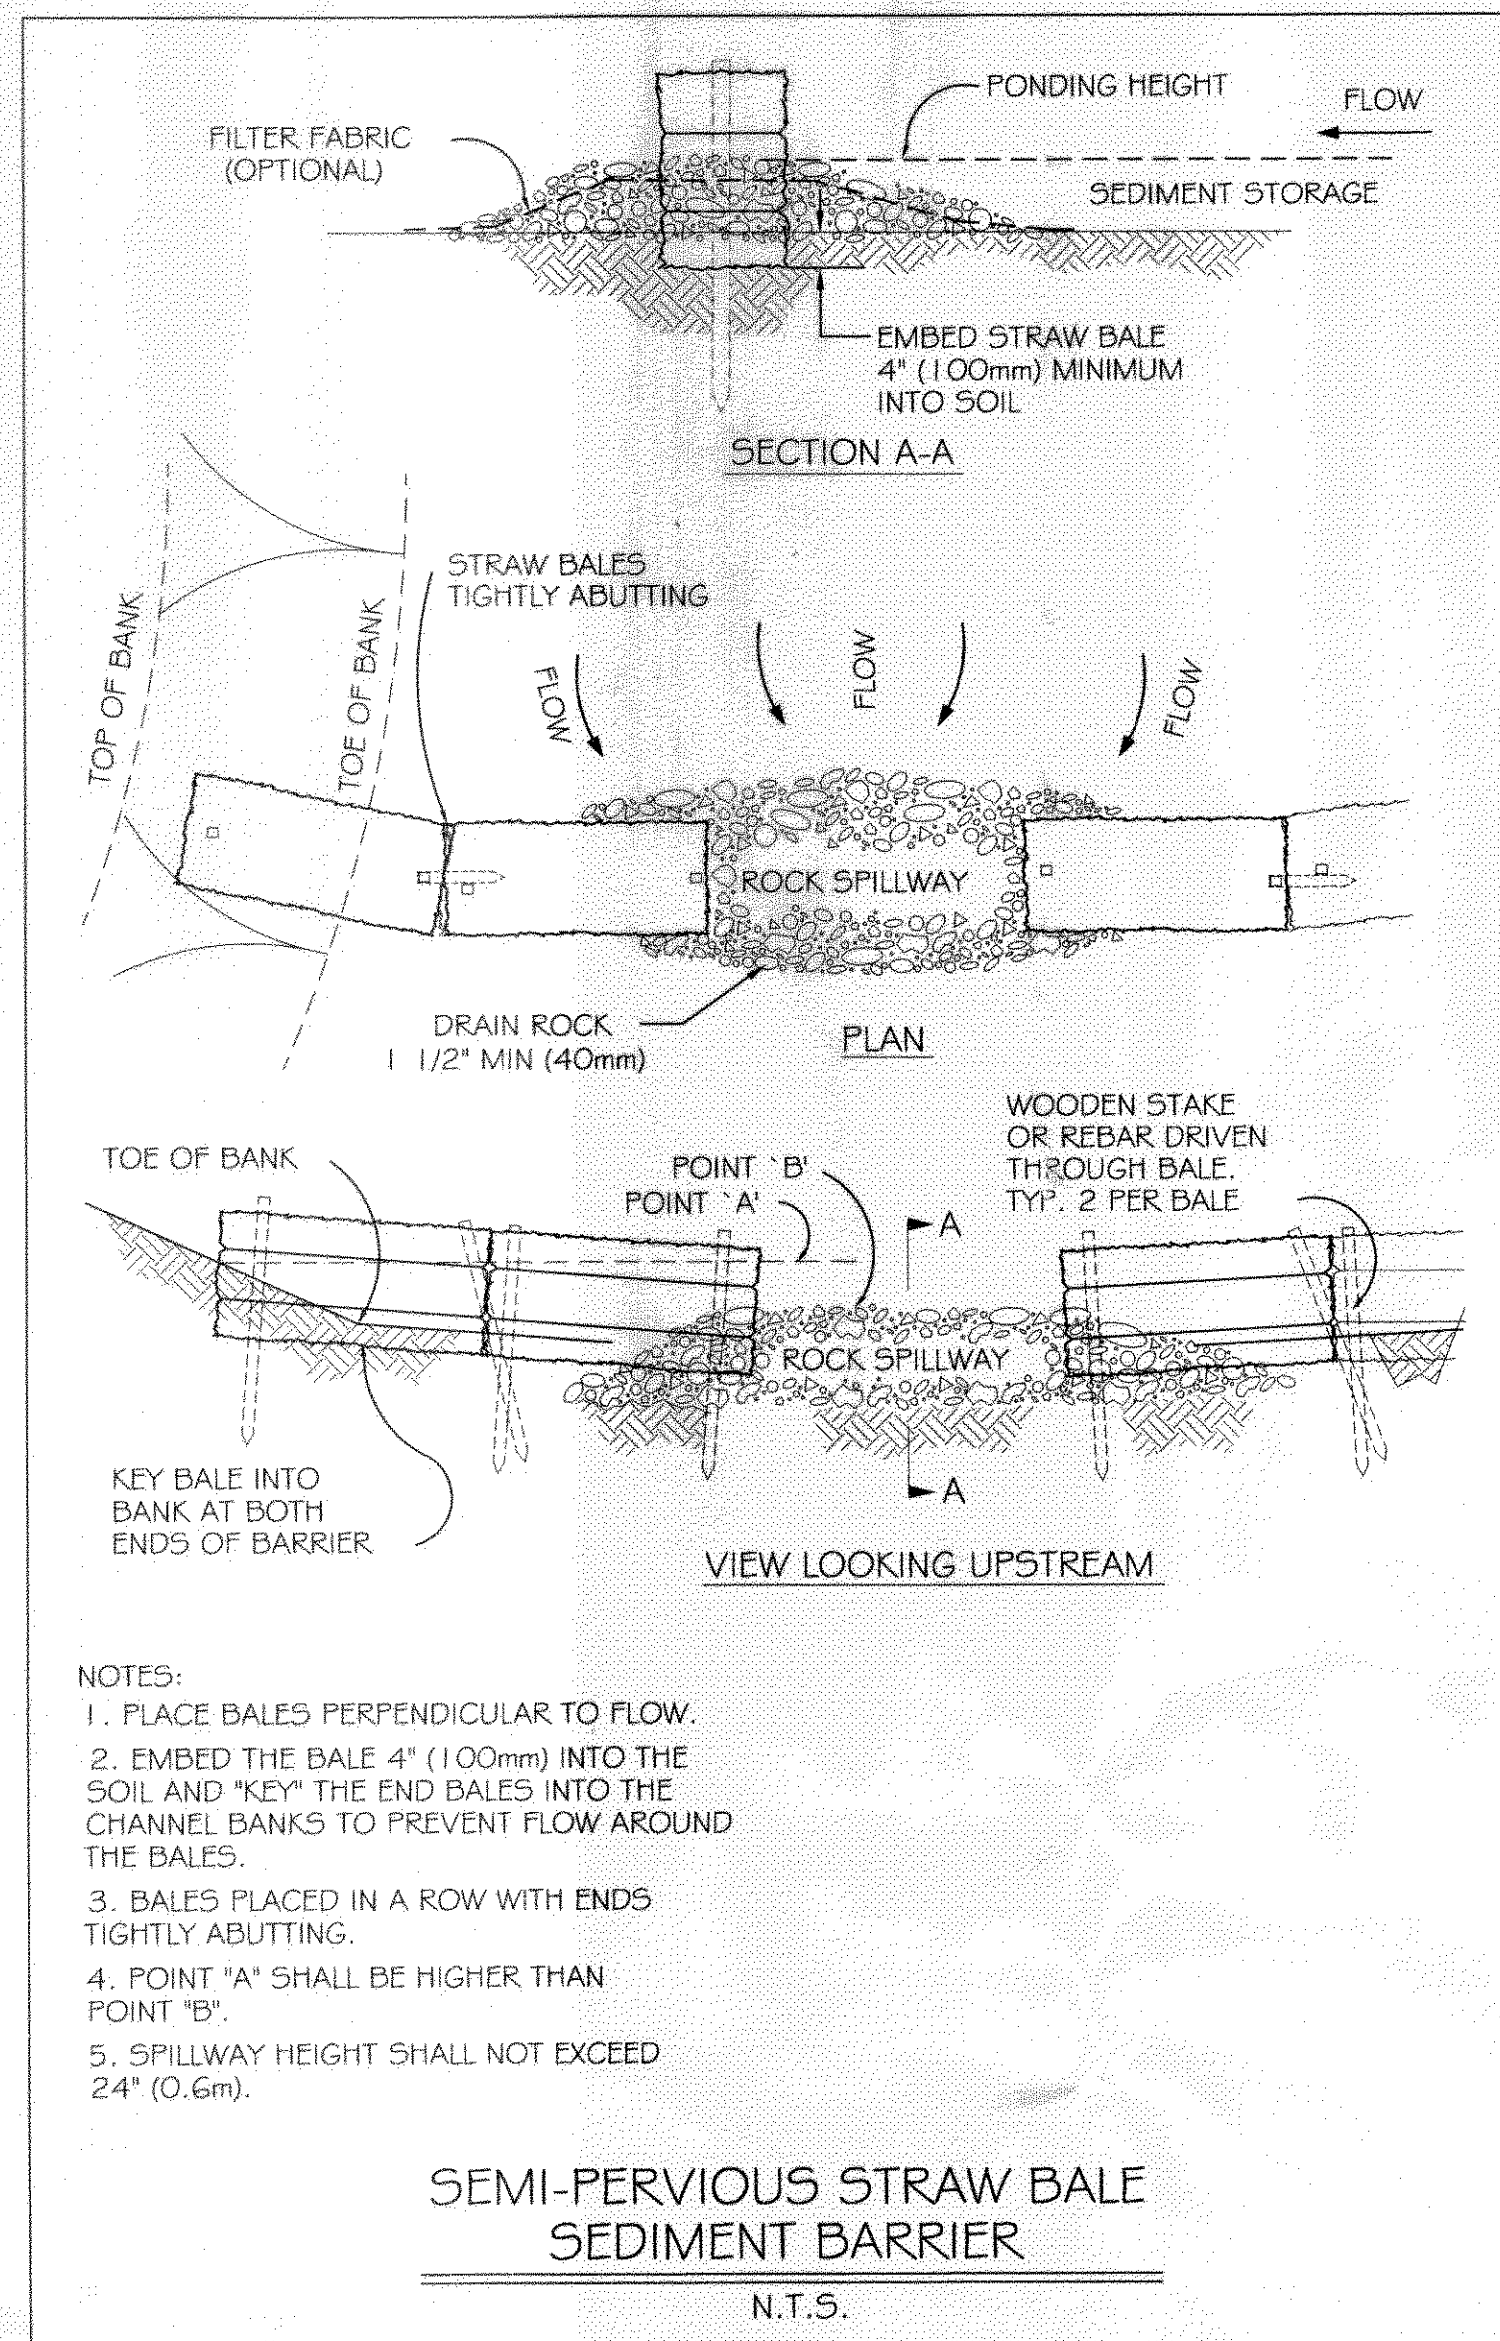 PONDING HEIGHT
FLOW
FILTER FABRIC
(OPTIONAL)
SEDIMENT STORAGE
EMBED STRAW BALE
4" (100mm) MINIMUM
INTO SOIL
SECTION A-A
STRAW BALES
TIGHTLY ABUTTING
TOP OF BANK
TOE OF BANK
FLOW
FLOW
FLOW
ROCK SPILLWAY
DRAIN ROCK
1 1/2" MIN (40mm)
PLAN
WOODEN STAKE
OR REBAR DRIVEN
THROUGH BALE.
TYP. 2 PER BALE
TOE OF BANK
POINT `B'
POINT `A'
A
ROCK SPILLWAY
A
KEY BALE INTO
BANK AT BOTH
ENDS OF BARRIER
VIEW LOOKING UPSTREAM
NOTES:
1. PLACE BALES PERPENDICULAR TO FLOW.
2. EMBED THE BALE 4" (100mm) INTO THE
SOIL AND "KEY" THE END BALES INTO THE
CHANNEL BANKS TO PREVENT FLOW AROUND
THE BALES.
3. BALES PLACED IN A ROW WITH ENDS
TIGHTLY ABUTTING.
4. POINT "A" SHALL BE HIGHER THAN
POINT "B".
5. SPILLWAY HEIGHT SHALL NOT EXCEED
24" (0.6m).
SEMI-PERVIOUS STRAW BALE
SEDIMENT BARRIER
N.T.S.